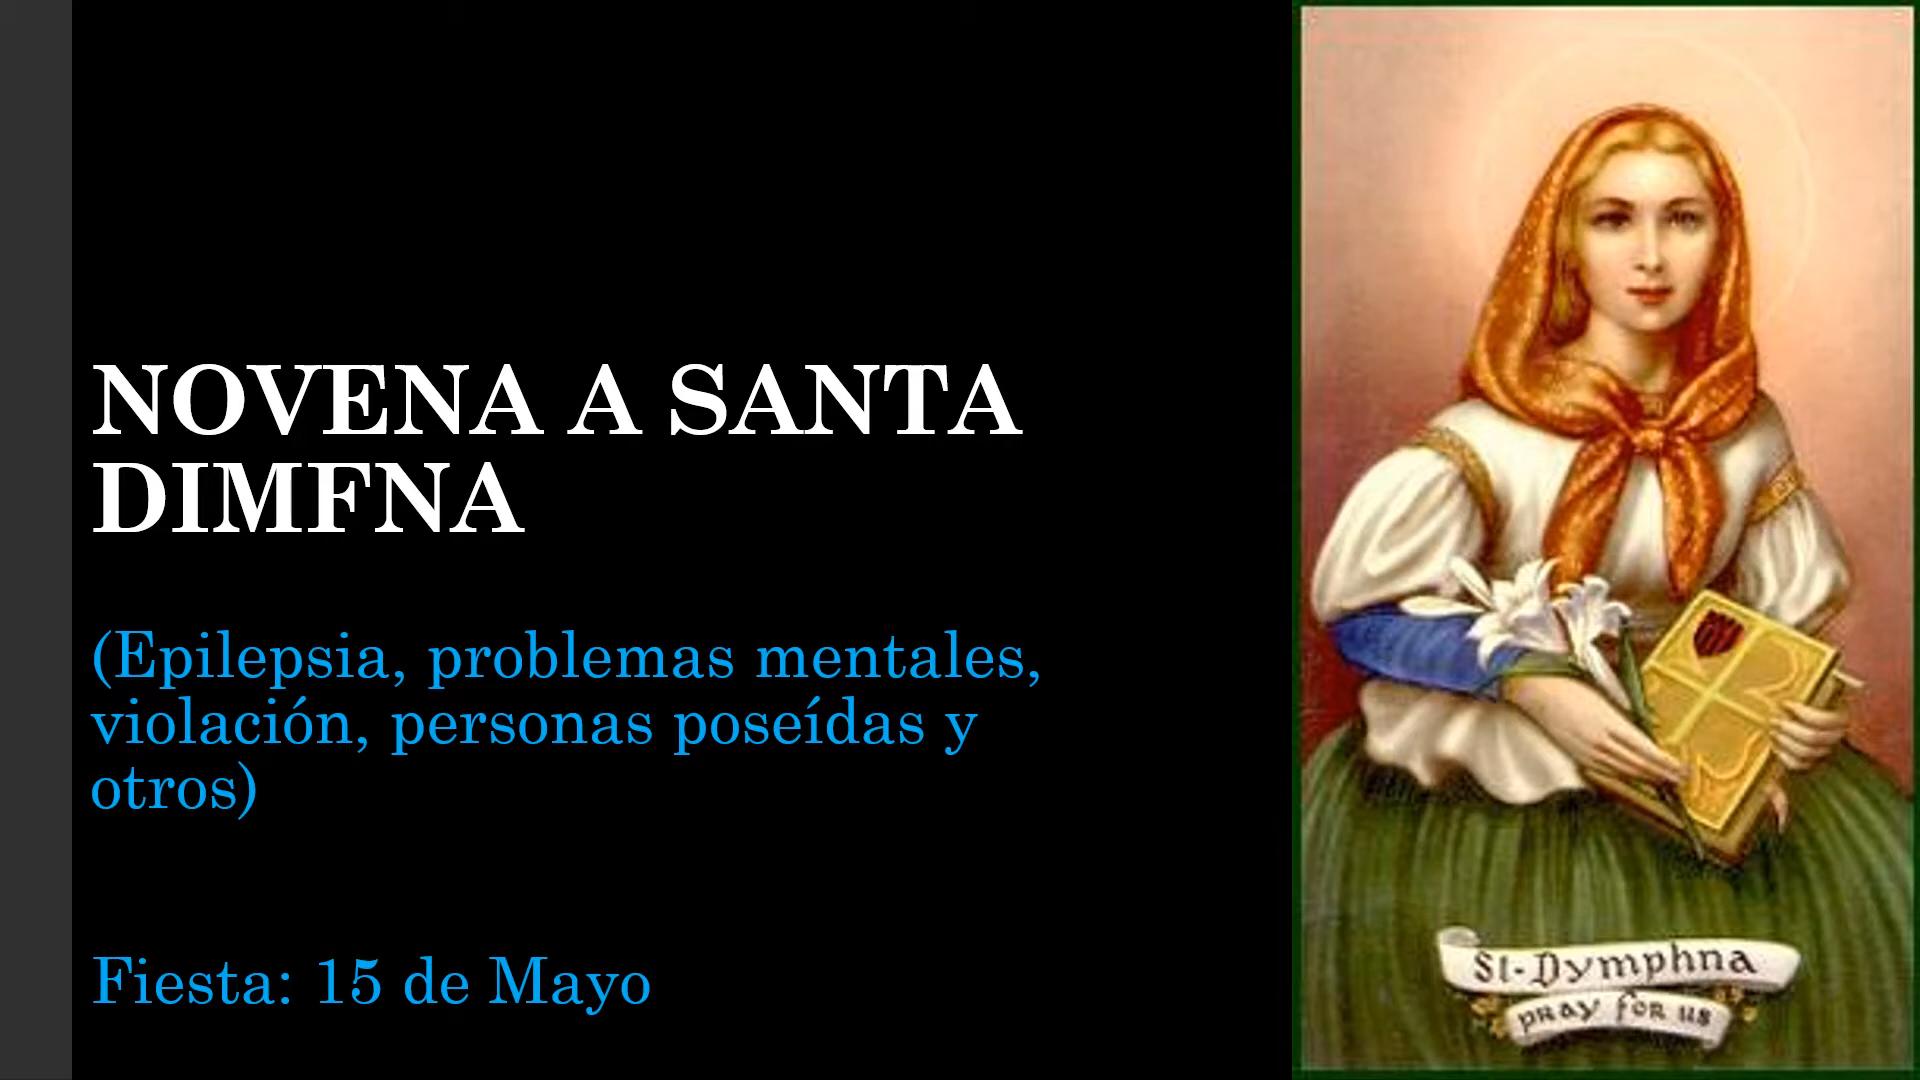 NOVENA A SANTA
DIMFNA
(Epilepsia, problemas mentales,
violación, personas poseídas y
otros)
Fiesta: 15 de Mayo
St-Dymphna
pray for us